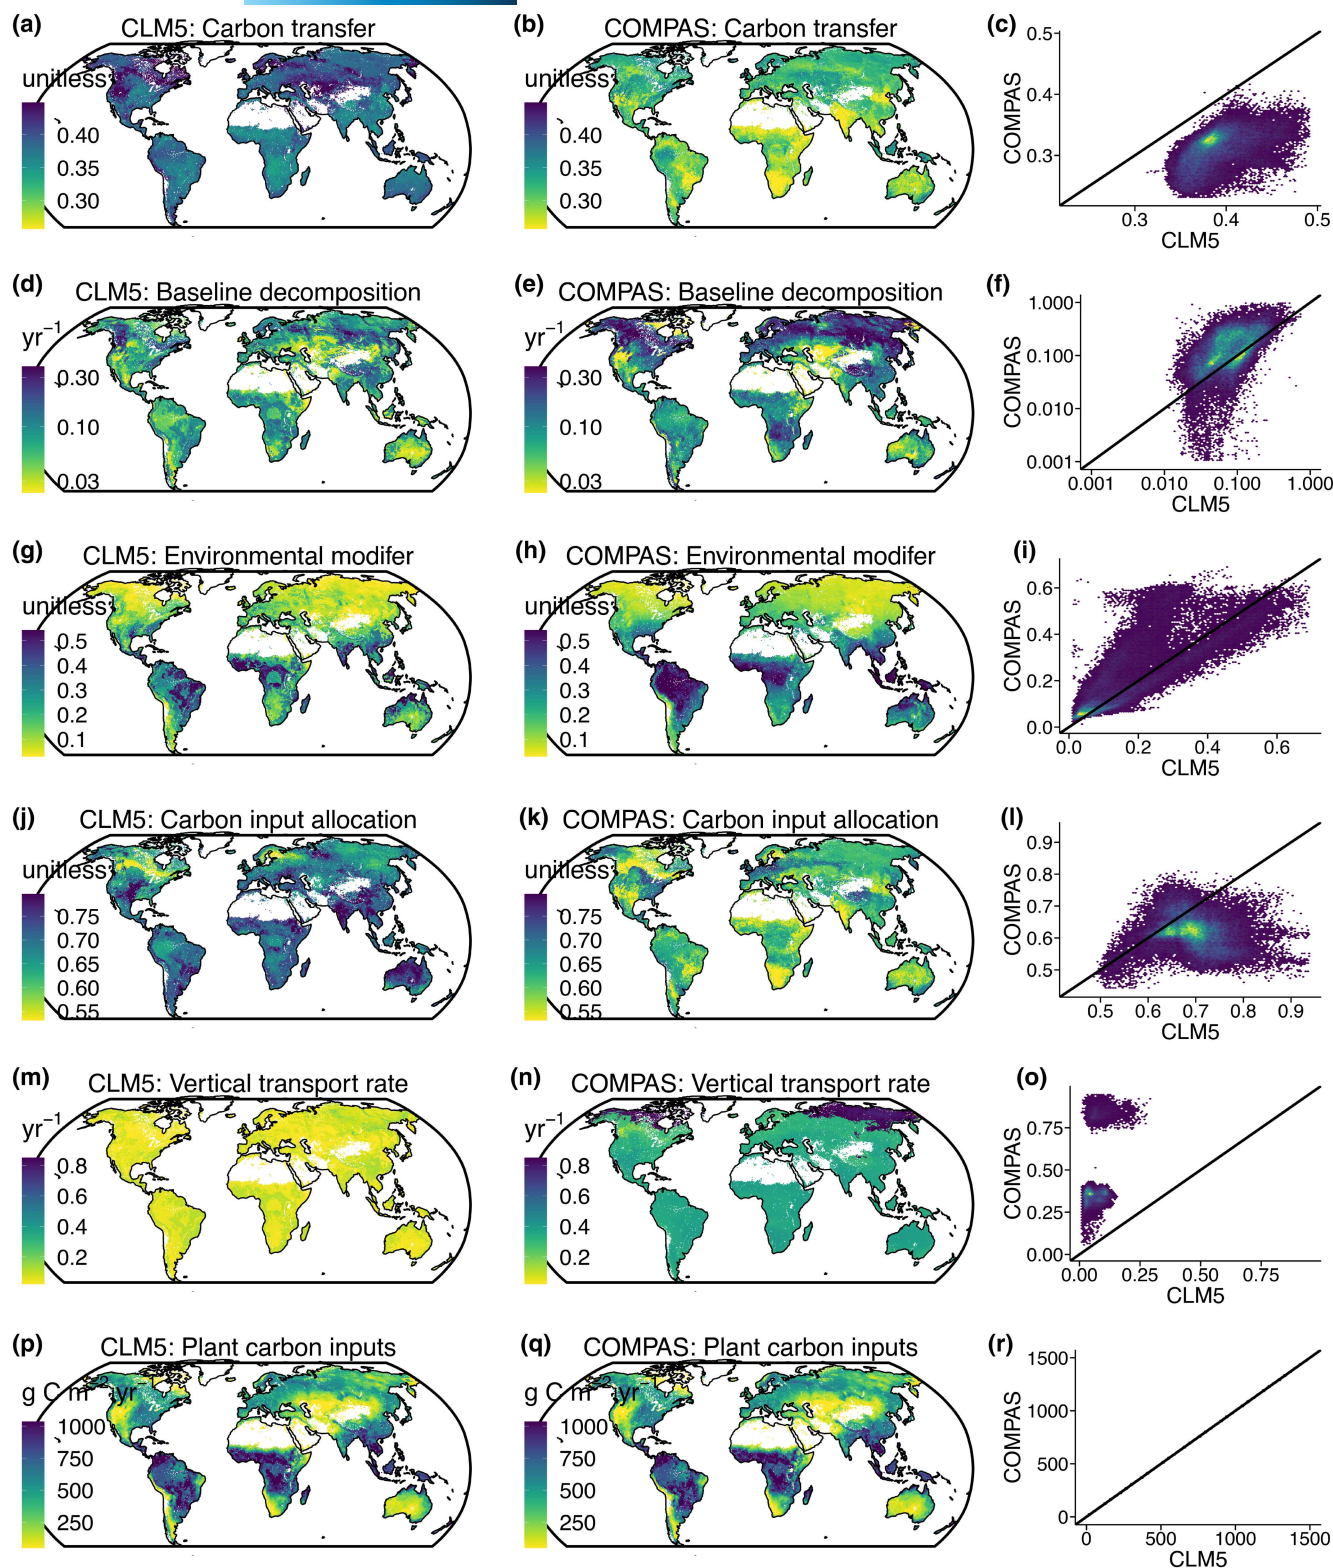 (a) CLM5: Carbon transfer
unitless
0.40
0.35
0.30
(b) COMPAS: Carbon transfer
unitless
0.40
0.35
0.30
(c)
COMPAS
0.5
0.4
0.3
0.3 0.4 0.5
CLM5
(d) CLM5: Baseline decomposition
yr−1
0.30
0.10
0.03
(e) COMPAS: Baseline decomposition
yr−1
0.30
0.10
0.03
(f)
COMPAS
1.000
0.100
0.010
0.001
0.001 0.010 0.100 1.000
CLM5
(g) CLM5: Environmental modifer
unitless
0.5
0.4
0.3
0.2
0.1
(h) COMPAS: Environmental modifer
unitless
0.5
0.4
0.3
0.2
0.1
(i)
COMPAS
0.6
0.4
0.2
0.0
0.0 0.2 0.4 0.6
CLM5
(j) CLM5: Carbon input allocation
unitless
0.75
0.70
0.65
0.60
0.55
(k) COMPAS: Carbon input allocation
unitless
0.75
0.70
0.65
0.60
0.55
(l)
COMPAS
0.9
0.8
0.7
0.6
0.5
0.5 0.6 0.7 0.8 0.9
CLM5
(m) CLM5: Vertical transport rate
yr−1
0.8
0.6
0.4
0.2
(n) COMPAS: Vertical transport rate
yr−1
0.8
0.6
0.4
0.2
(o)
COMPAS
0.75
0.50
0.25
0.00
0.00 0.25 0.50 0.75
CLM5
(p) CLM5: Plant carbon inputs
g C m−2 yr−1
1000
750
500
250
(q) COMPAS: Plant carbon inputs
g C m−2 yr−1
1000
750
500
250
(r)
COMPAS
1500
1000
500
0
0 500 1000 1500
CLM5